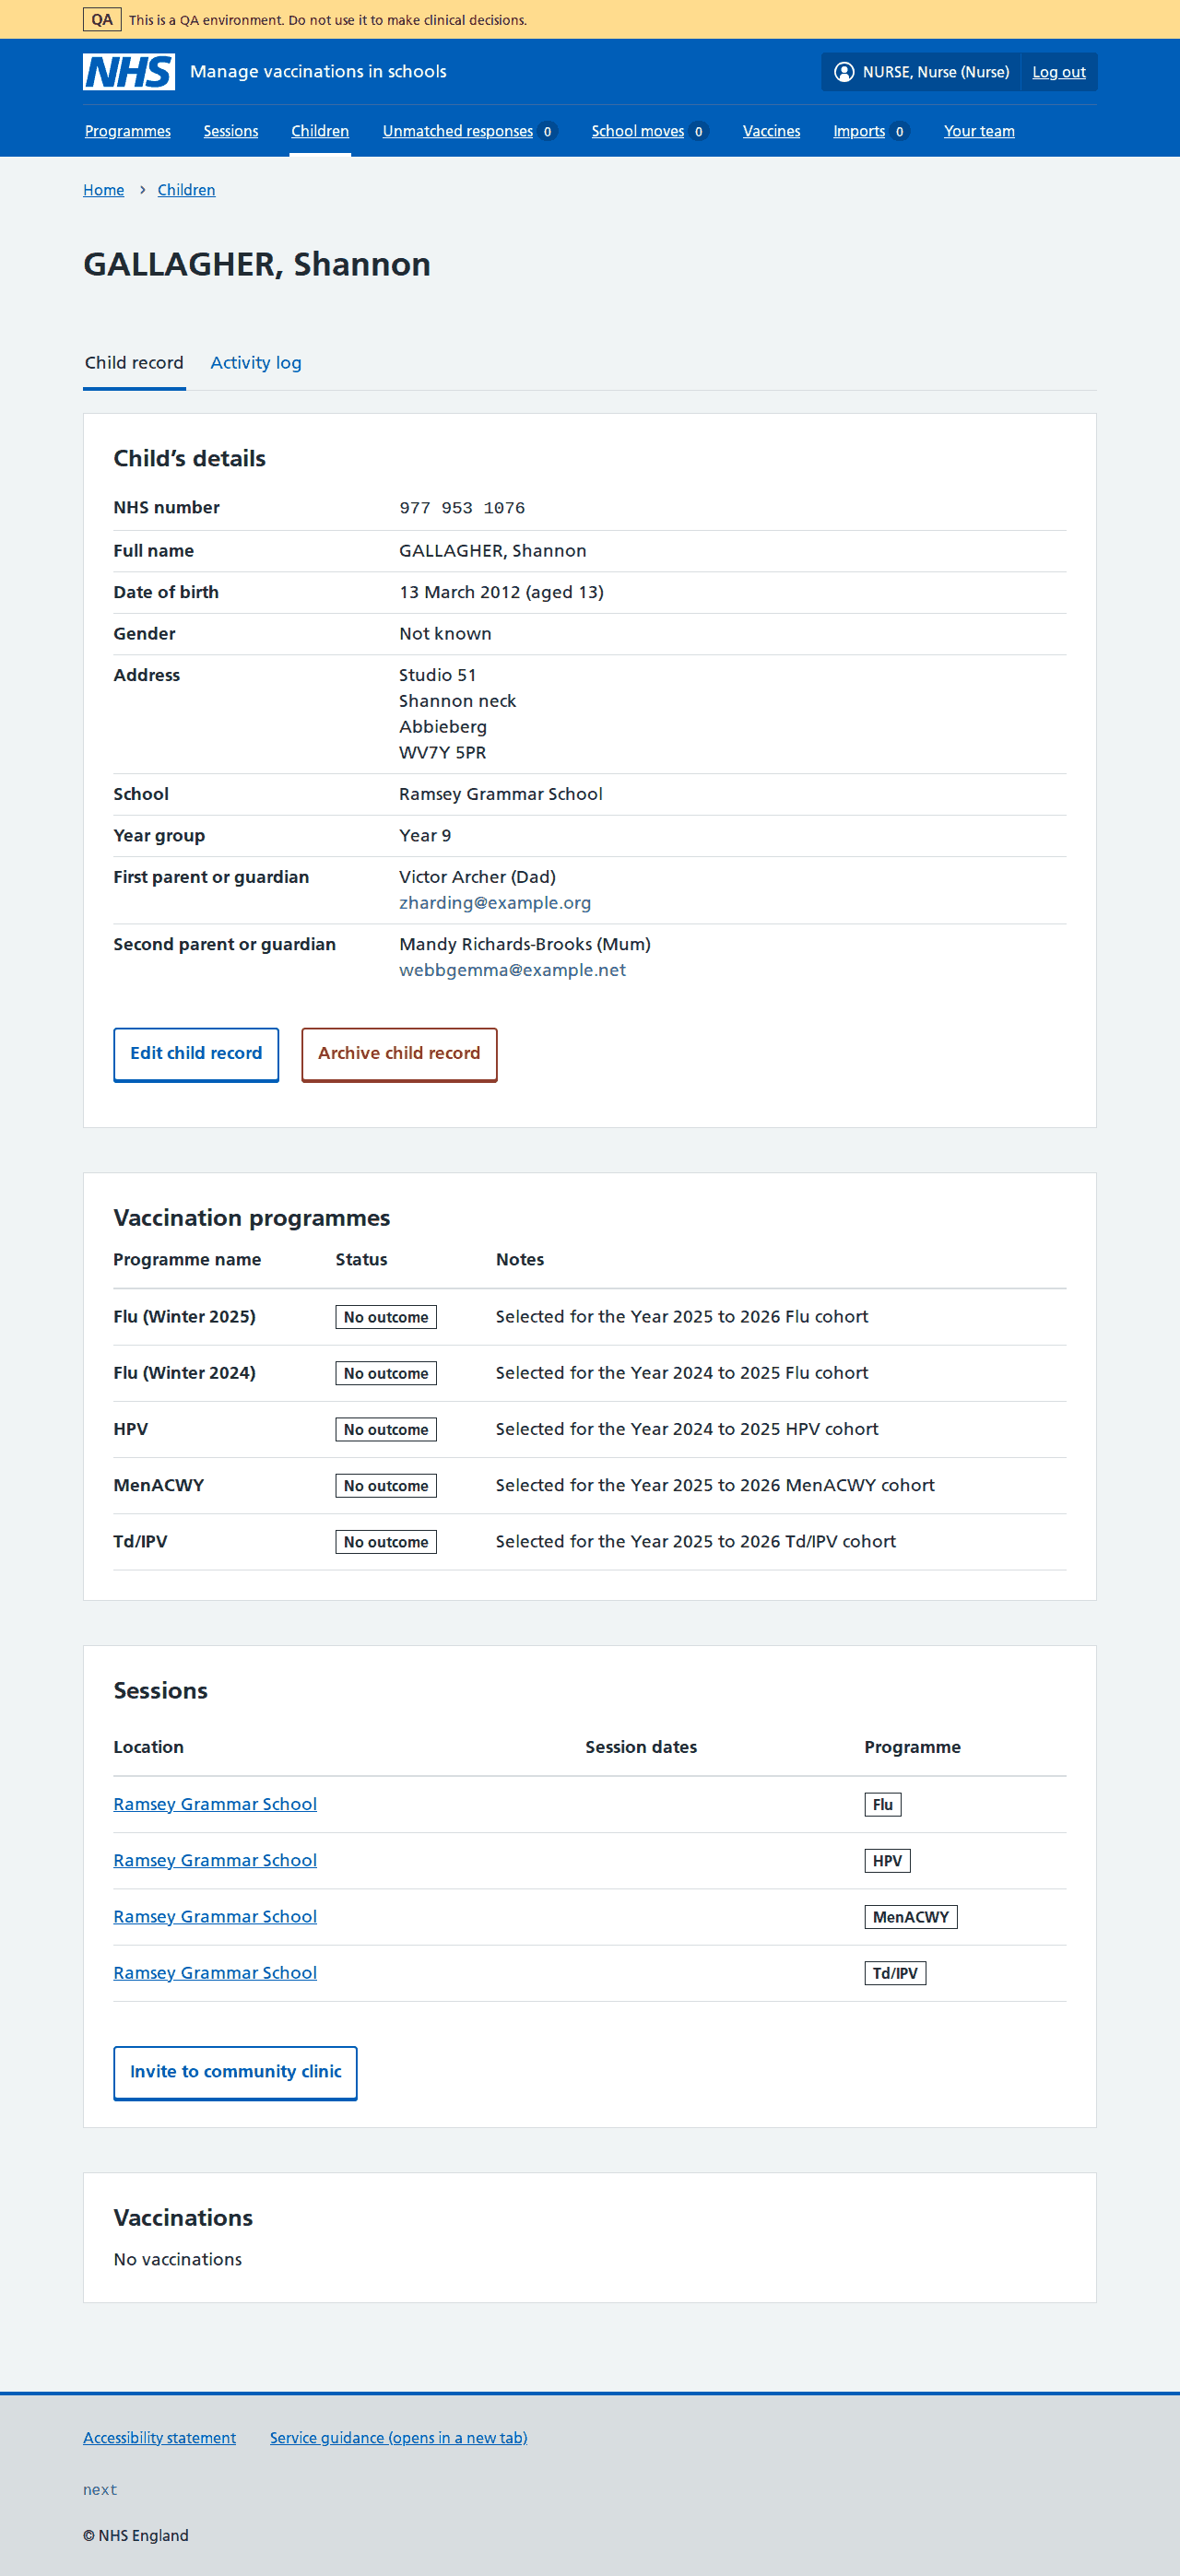 QA This is a QA environment. Do not use it to make clinical decisions.
NHS Manage vaccinations in schools NURSE, Nurse (Nurse) Log out
Programmes Sessions Children Unmatched responses 0 School moves 0 Vaccines Imports 0 Your team
Home › Children
GALLAGHER, Shannon
Child record Activity log
Child’s details
NHS number 977 953 1076
Full name GALLAGHER, Shannon
Date of birth 13 March 2012 (aged 13)
Gender Not known
Address Studio 51
Shannon neck
Abbieberg
WV7Y 5PR
School Ramsey Grammar School
Year group Year 9
First parent or guardian Victor Archer (Dad)
zharding@example.org
Second parent or guardian Mandy Richards-Brooks (Mum)
webbgemma@example.net
Edit child record Archive child record
Vaccination programmes
Programme name Status Notes
Flu (Winter 2025) No outcome Selected for the Year 2025 to 2026 Flu cohort
Flu (Winter 2024) No outcome Selected for the Year 2024 to 2025 Flu cohort
HPV No outcome Selected for the Year 2024 to 2025 HPV cohort
MenACWY No outcome Selected for the Year 2025 to 2026 MenACWY cohort
Td/IPV No outcome Selected for the Year 2025 to 2026 Td/IPV cohort
Sessions
Location Session dates Programme
Ramsey Grammar School Flu
Ramsey Grammar School HPV
Ramsey Grammar School MenACWY
Ramsey Grammar School Td/IPV
Invite to community clinic
Vaccinations
No vaccinations
Accessibility statement Service guidance (opens in a new tab)
next
© NHS England